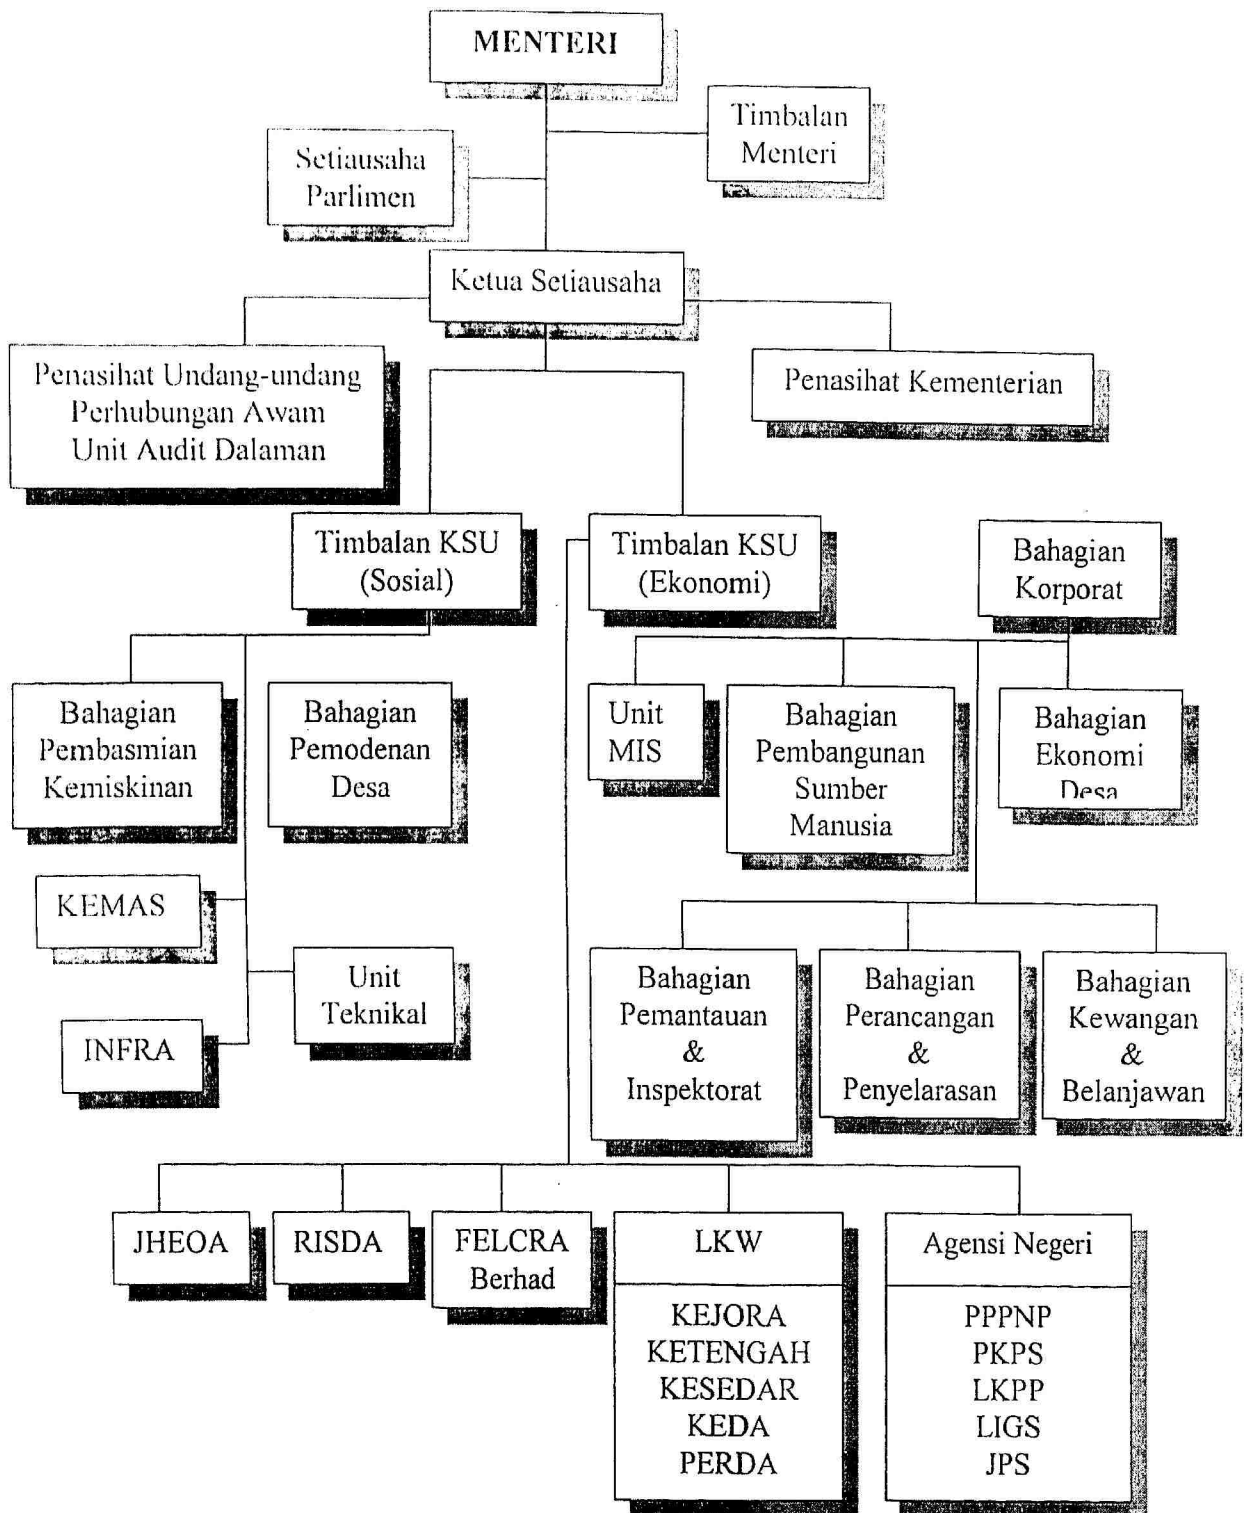 MENTERI
Timbalan
Menteri
Setiausaha
Parlimen
Ketua Setiausaha
Penasihat Undang-undang
Perhubungan Awam
Unit Audit Dalaman
Penasihat Kementerian
Timbalan KSU
(Sosial)
Timbalan KSU
(Ekonomi)
Bahagian
Korporat
Bahagian
Pembasmian
Kemiskinan
Bahagian
Pemodenan
Desa
Unit
MIS
Bahagian
Pembangunan
Sumber
Manusia
Bahagian
Ekonomi
Desa
KEMAS
Unit
Teknikal
INFRA
Bahagian
Pemantauan
&
Inspektorat
Bahagian
Perancangan
&
Penyelarasan
Bahagian
Kewangan
&
Belanjawan
JHEOA
RISDA
FELCRA
Berhad
LKW
KEJORA
KETENGAH
KESEDAR
KEDA
PERDA
Agensi Negeri
PPPNP
PKPS
LKPP
LIGS
JPS